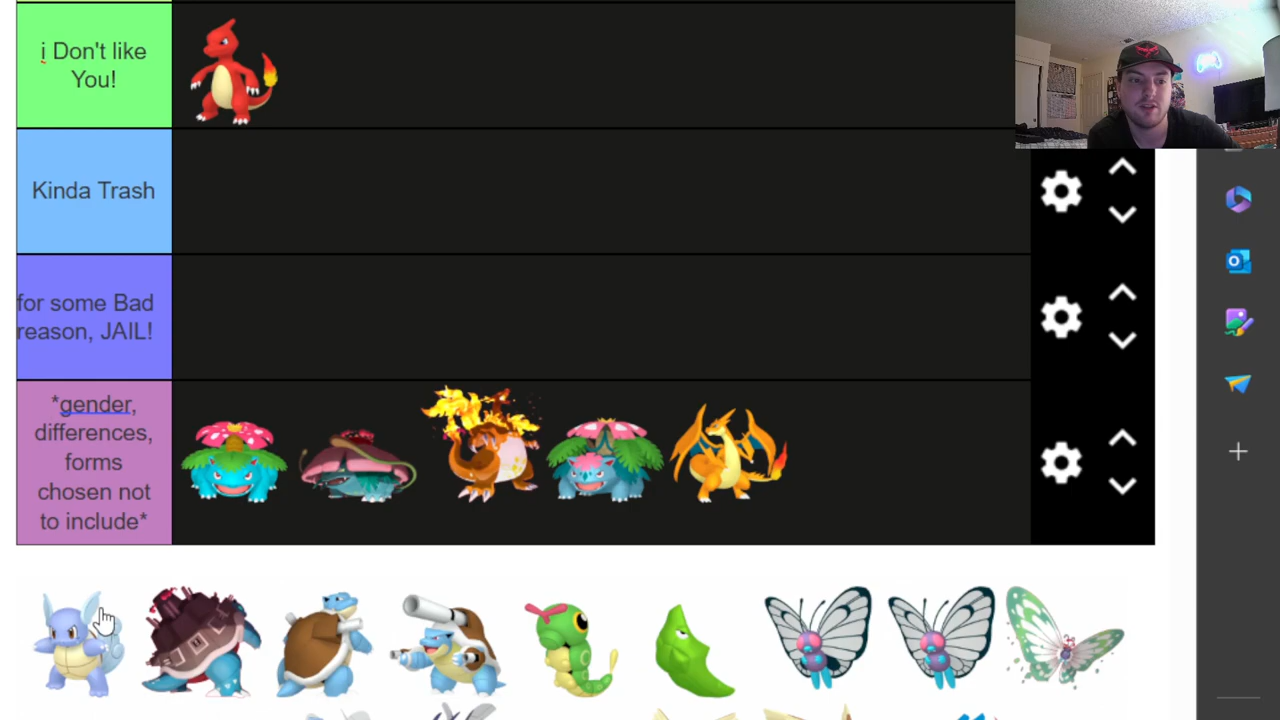 i Don't like
You!
Kinda Trash
for some Bad
reason, JAIL!
*gender,
differences,
forms
chosen not
to include*